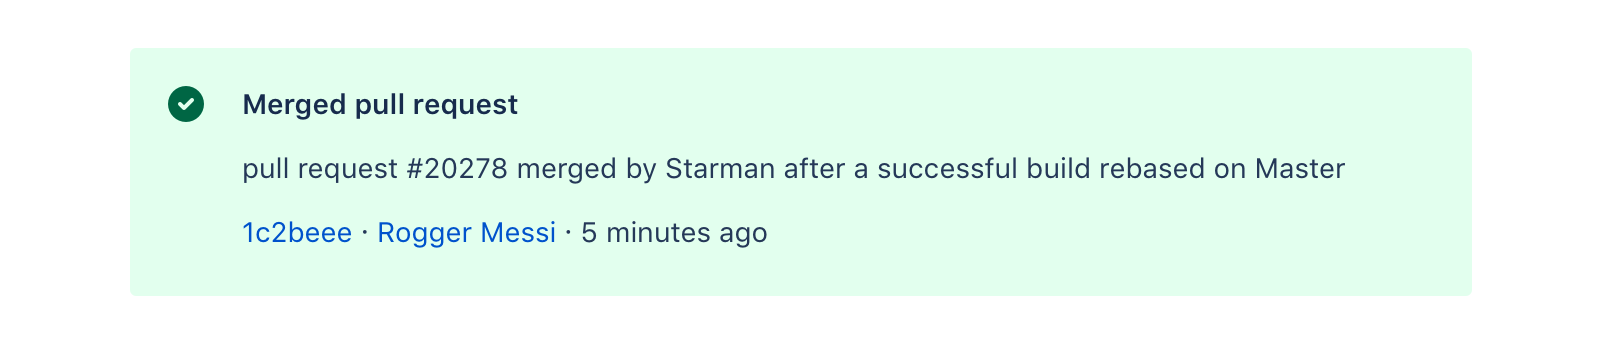 Merged pull request
pull request #20278 merged by Starman after a successful build rebased on Master
1c2beee · Rogger Messi · 5 minutes ago